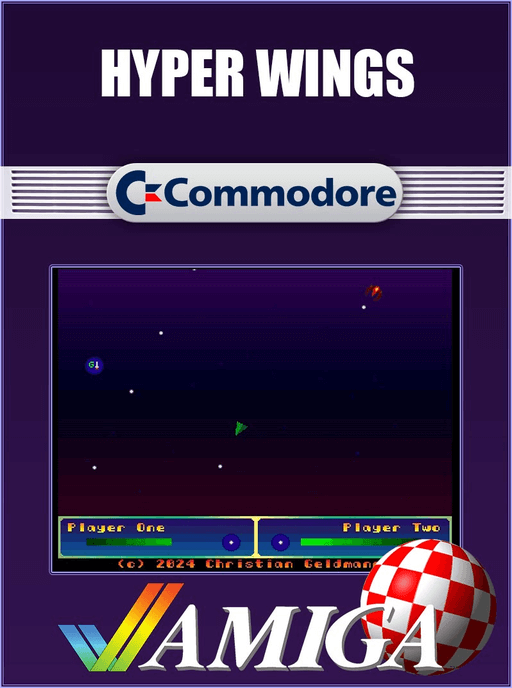 HYPER WINGS
Commodore
G
Player One Player Two
(c) 2024 Christian Geldmann
AMIGA